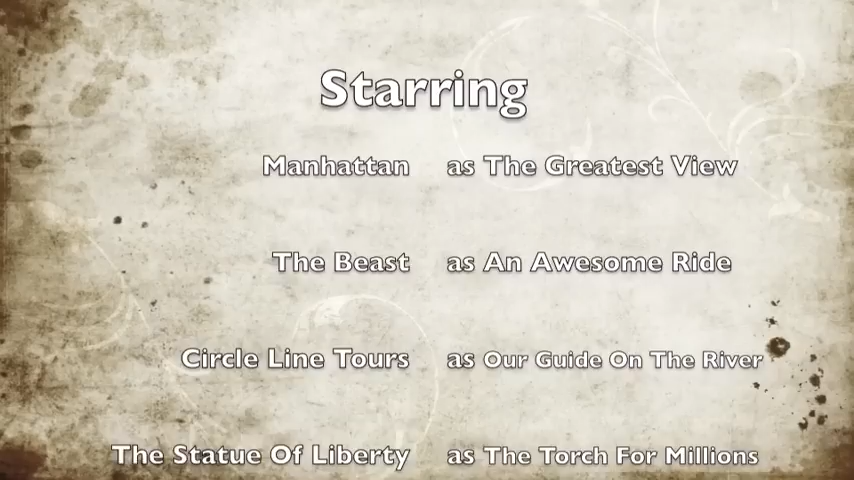 Starring
Manhattan as The Greatest View
The Beast as An Awesome Ride
Circle Line Tours as Our Guide On The River
The Statue Of Liberty as The Torch For Millions